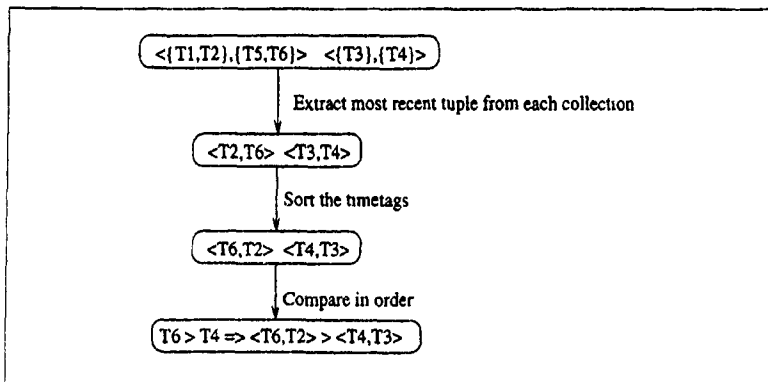 <{T1,T2},{T5,T6}> <{T3},{T4}>
Extract most recent tuple from each collection
<T2,T6> <T3,T4>
Sort the timetags
<T6,T2> <T4,T3>
Compare in order
T6 > T4 => <T6,T2> > <T4,T3>